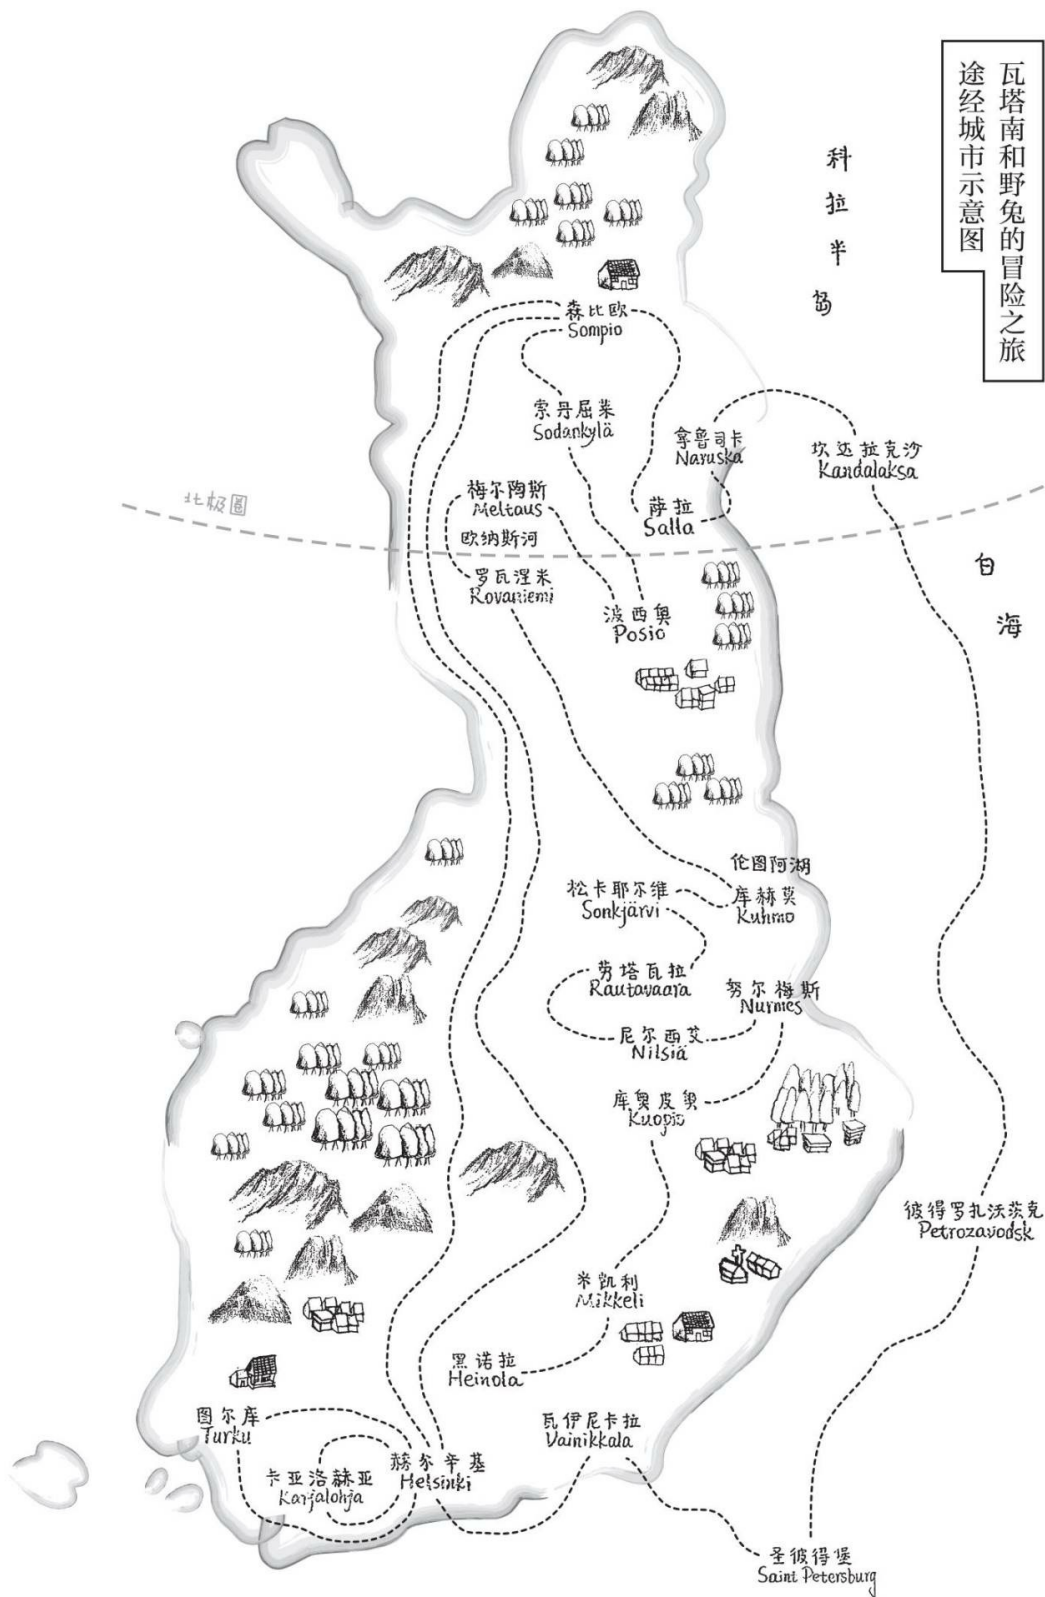 瓦塔南和野兔的冒险之旅
途经城市示意图
科拉半岛
森比欧
Sompio
索丹屈莱
Sodankylä
拿鲁司卡
Naruska
坎达拉克沙
Kandalaksa
梅尔陶斯
Meltaus
萨拉
Salla
北极圈
欧纳斯河
白海
罗瓦涅米
Rovaniemi
波西奥
Posio
伦图阿湖
松卡耶尔维
Sonkjärvi
库赫莫
Kuhmo
劳塔瓦拉
Rautavaara
努尔梅斯
Nurmes
尼尔西艾
Nilsiä
库奥皮奥
Kuopio
彼得罗扎沃茨克
Petrozavodsk
米凯利
Mikkeli
黑诺拉
Heinola
图尔库
Turku
瓦伊尼卡拉
Vainikkala
卡亚洛赫亚
Karjalohja
赫尔辛基
Helsinki
圣彼得堡
Saint Petersburg